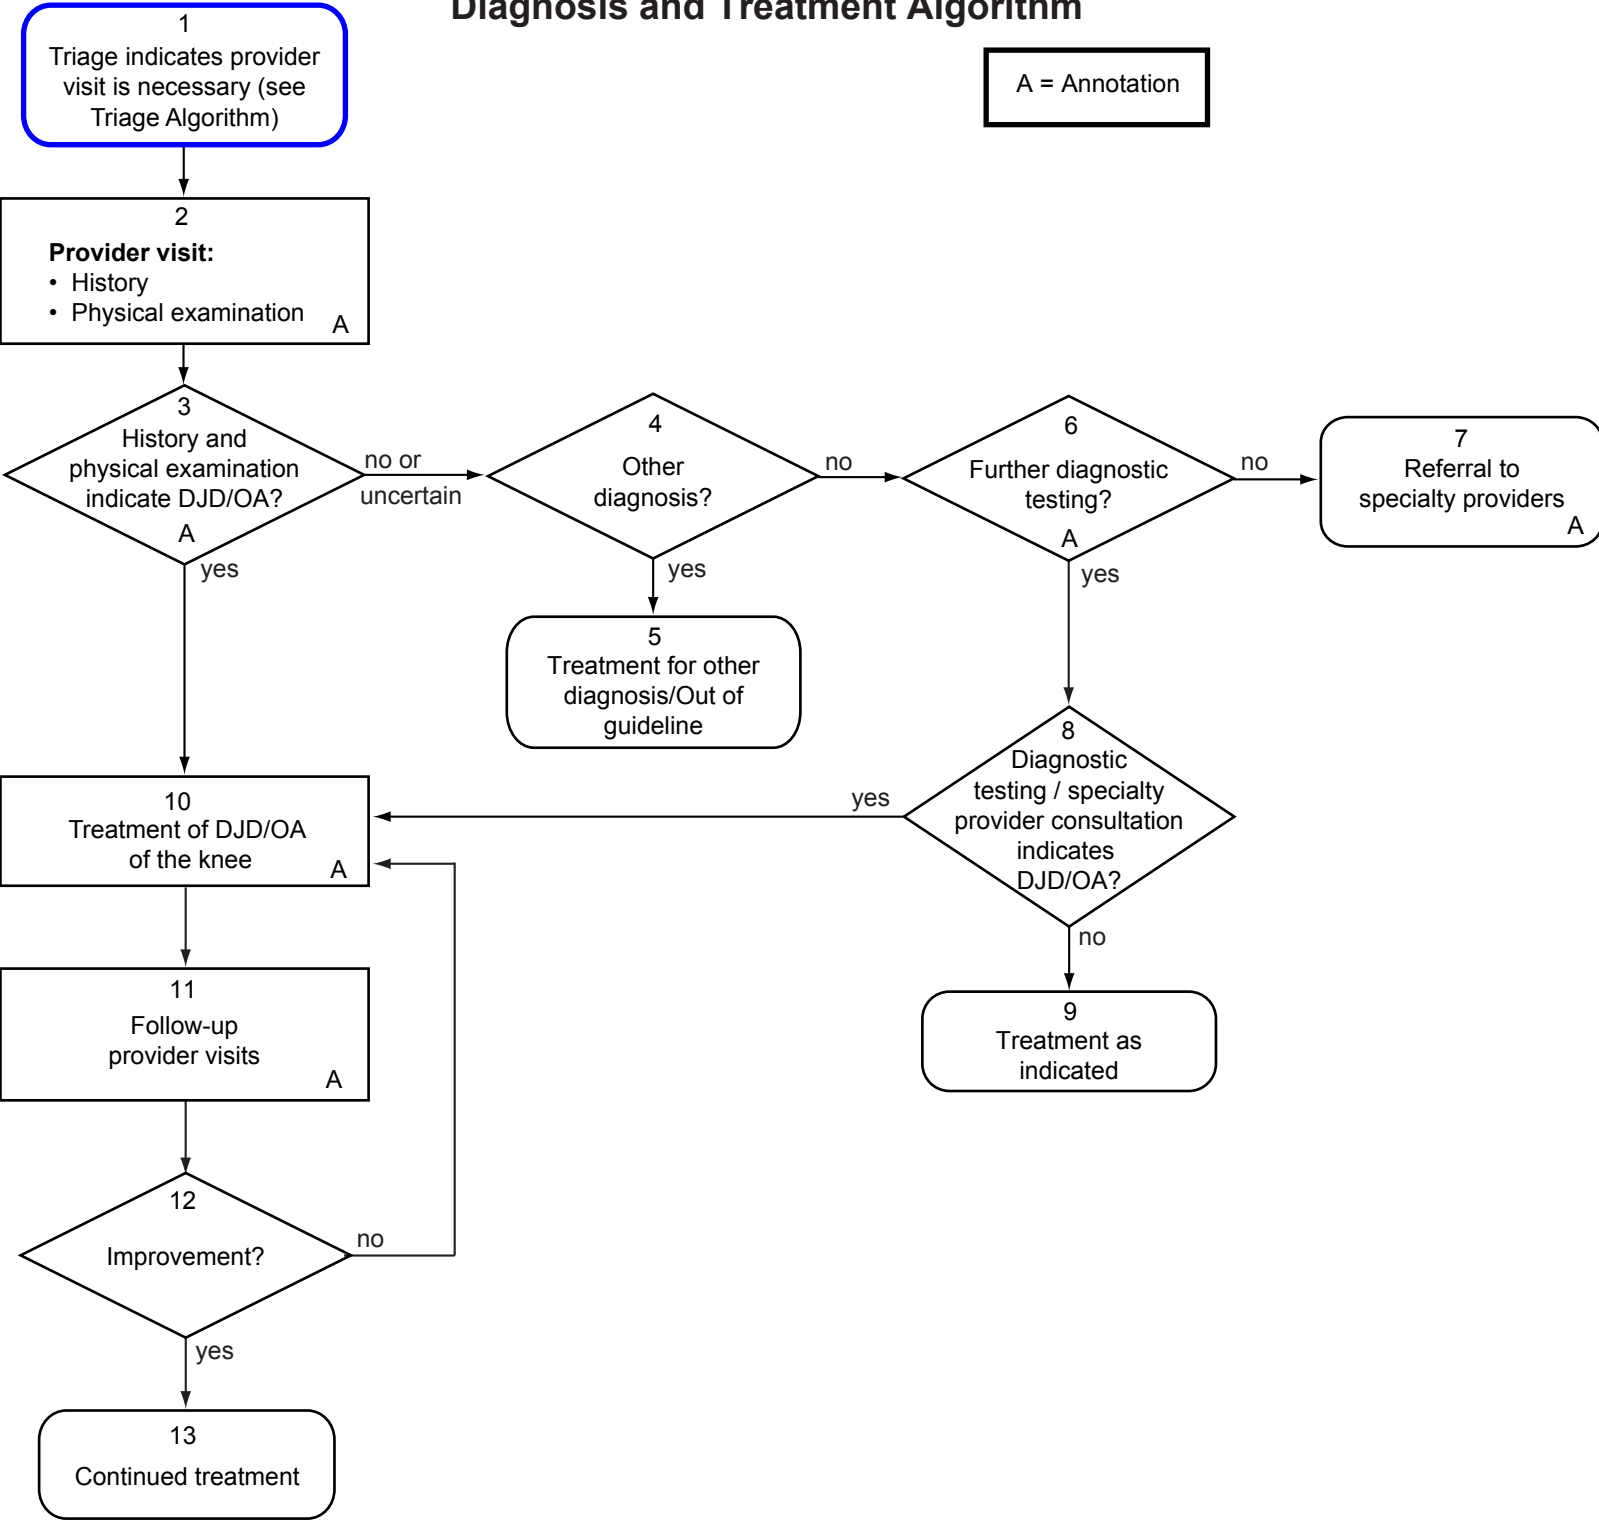 Diagnosis and Treatment Algorithm
A = Annotation
1
Triage indicates provider
visit is necessary (see
Triage Algorithm)
2
Provider visit:
• History
• Physical examination
A
3
History and
physical examination
indicate DJD/OA?
A
no or
uncertain
yes
4
Other
diagnosis?
no
yes
5
Treatment for other
diagnosis/Out of
guideline
6
Further diagnostic
testing?
A
no
yes
7
Referral to
specialty providers
A
8
Diagnostic
testing / specialty
provider consultation
indicates
DJD/OA?
yes
no
9
Treatment as
indicated
10
Treatment of DJD/OA
of the knee
A
11
Follow-up
provider visits
A
12
Improvement?
no
yes
13
Continued treatment